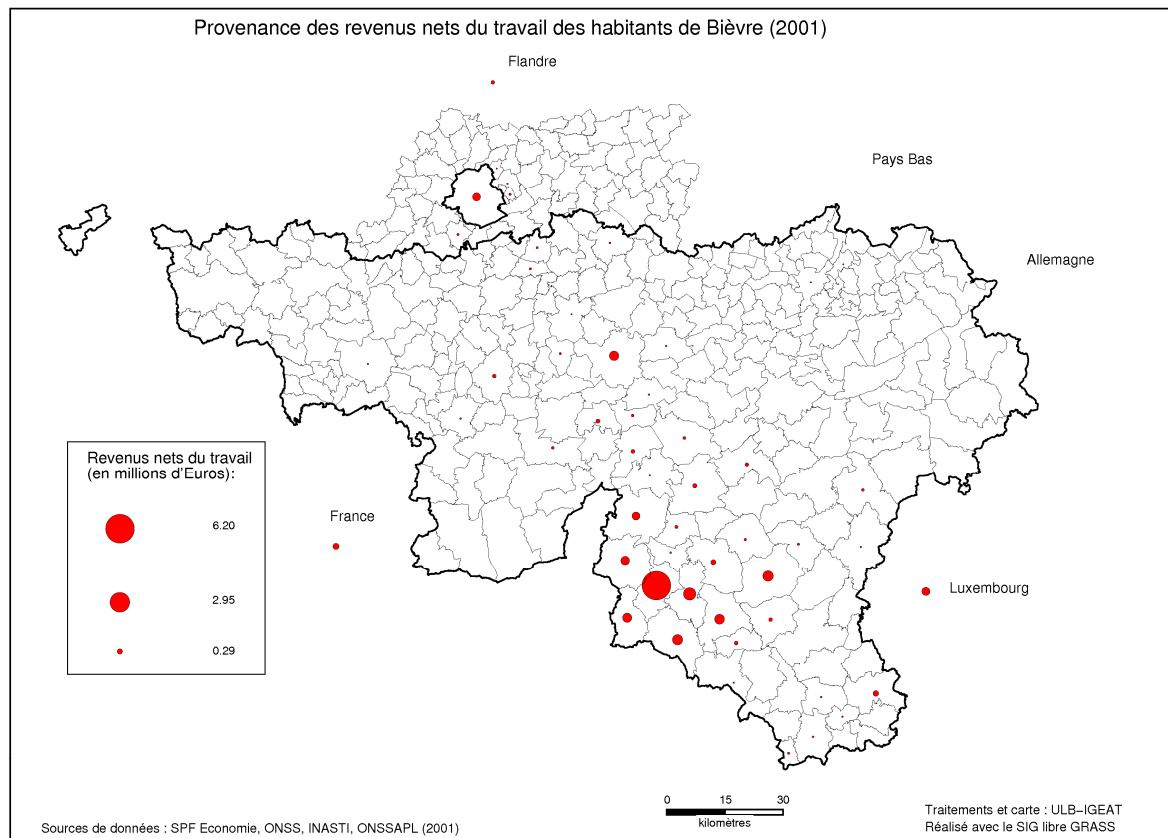 Provenance des revenus nets du travail des habitants de Bièvre (2001)
Flandre
Pays Bas
Allemagne
Revenus nets du travail
(en millions d'Euros):
6.20
2.95
0.29
France
Luxembourg
0 15 30
kilomètres
Sources de données : SPF Economie, ONSS, INASTI, ONSSAPL (2001)
Traitements et carte : ULB–IGEAT
Réalisé avec le SIG libre GRASS